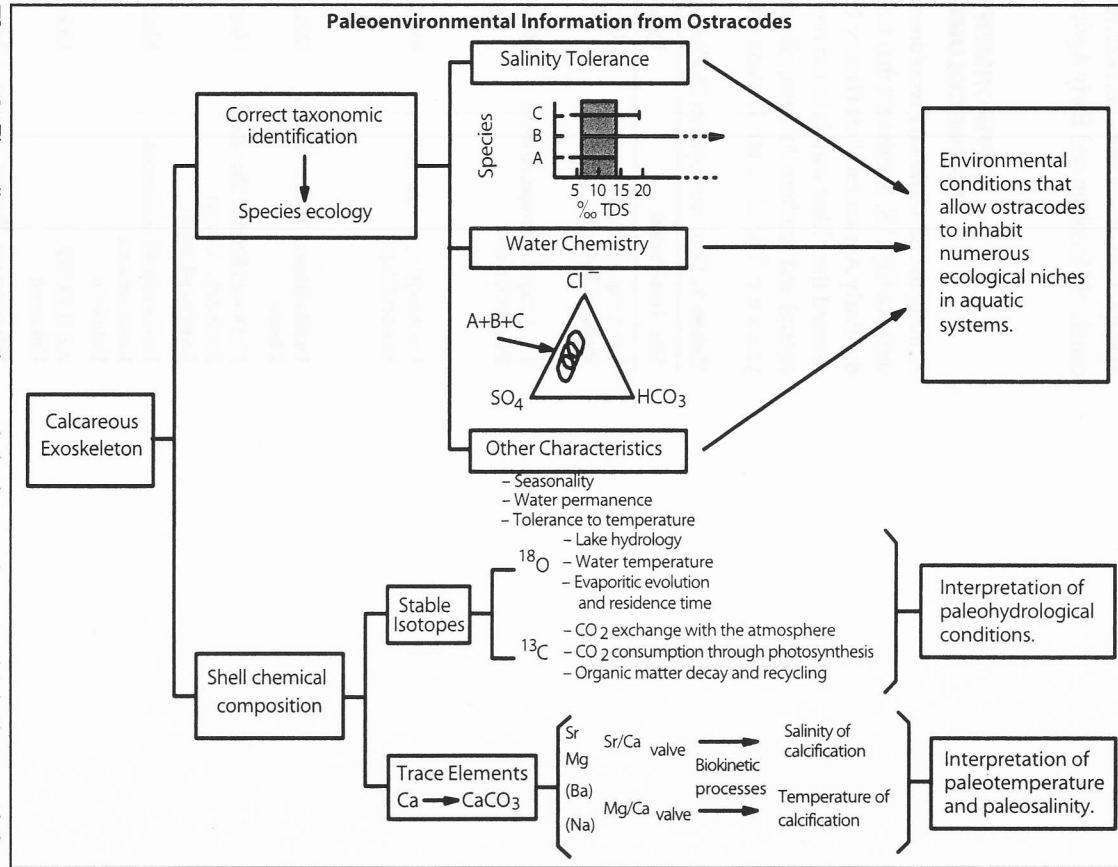 Paleoenvironmental Information from Ostracodes
Calcareous
Exoskeleton
Correct taxonomic
identification
Species ecology
Salinity Tolerance
Species
C
B
A
5 10 15 20
‰ TDS
Water Chemistry
Cl⁻
A+B+C
SO4 HCO3
Other Characteristics
– Seasonality
– Water permanence
– Tolerance to temperature
Environmental
conditions that
allow ostracodes
to inhabit
numerous
ecological niches
in aquatic
systems.
Shell chemical
composition
Stable
Isotopes
18O
– Lake hydrology
– Water temperature
– Evaporitic evolution
and residence time
13C
– CO2 exchange with the atmosphere
– CO2 consumption through photosynthesis
– Organic matter decay and recycling
Interpretation of
paleohydrological
conditions.
Trace Elements
Ca → CaCO3
Sr
Mg
(Ba)
(Na)
Sr/Ca valve
Biokinetic
processes
Mg/Ca valve
Salinity of
calcification
Temperature of
calcification
Interpretation of
paleotemperature
and paleosalinity.